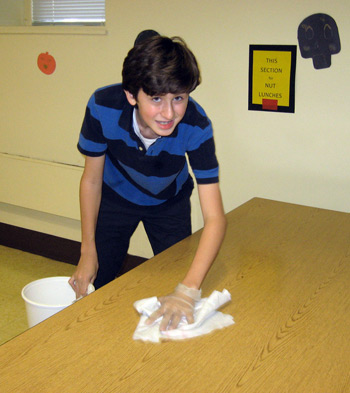 THIS
SECTION
for
NUT
LUNCHES